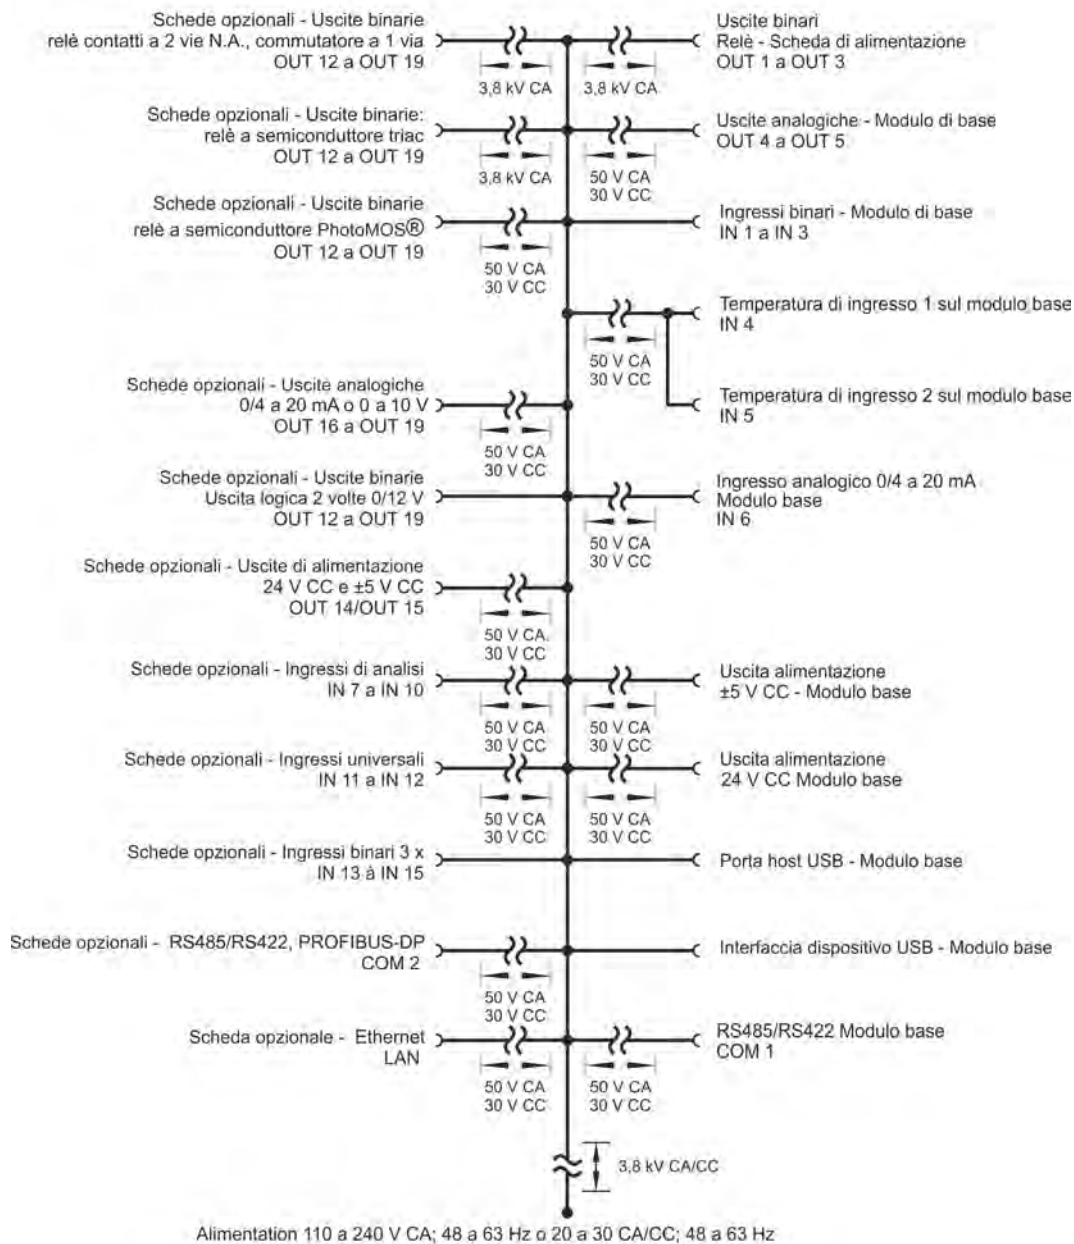 Schede opzionali - Uscite binarie
relè contatti a 2 vie N.A., commutatore a 1 via
OUT 12 a OUT 19
3,8 kV CA
Uscite binari
Relè - Scheda di alimentazione
OUT 1 a OUT 3
3,8 kV CA
Schede opzionali - Uscite binarie:
relè a semiconduttore triac
OUT 12 a OUT 19
3,8 kV CA
Uscite analogiche - Modulo di base
OUT 4 a OUT 5
50 V CA
30 V CC
Schede opzionali - Uscite binarie
relè a semiconduttore PhotoMOS®
OUT 12 a OUT 19
50 V CA
30 V CC
Ingressi binari - Modulo di base
IN 1 a IN 3
Temperatura di ingresso 1 sul modulo base
IN 4
50 V CA
30 V CC
Temperatura di ingresso 2 sul modulo base
IN 5
Schede opzionali - Uscite analogiche
0/4 a 20 mA o 0 a 10 V
OUT 16 a OUT 19
50 V CA
30 V CC
Schede opzionali - Uscite binarie
Uscita logica 2 volte 0/12 V
OUT 12 a OUT 19
Ingresso analogico 0/4 a 20 mA
Modulo base
IN 6
50 V CA
30 V CC
Schede opzionali - Uscite di alimentazione
24 V CC e ±5 V CC
OUT 14/OUT 15
50 V CA.
30 V CC
Schede opzionali - Ingressi di analisi
IN 7 a IN 10
50 V CA
30 V CC
Uscita alimentazione
±5 V CC - Modulo base
50 V CA
30 V CC
Schede opzionali - Ingressi universali
IN 11 a IN 12
50 V CA
30 V CC
Uscita alimentazione
24 V CC Modulo base
50 V CA
30 V CC
Schede opzionali - Ingressi binari 3 x
IN 13 à IN 15
Porta host USB - Modulo base
Schede opzionali - RS485/RS422, PROFIBUS-DP
COM 2
50 V CA
30 V CC
Interfaccia dispositivo USB - Modulo base
Scheda opzionale - Ethernet
LAN
50 V CA
30 V CC
RS485/RS422 Modulo base
COM 1
50 V CA
30 V CC
3,8 kV CA/CC
Alimentation 110 a 240 V CA; 48 a 63 Hz o 20 a 30 CA/CC; 48 a 63 Hz